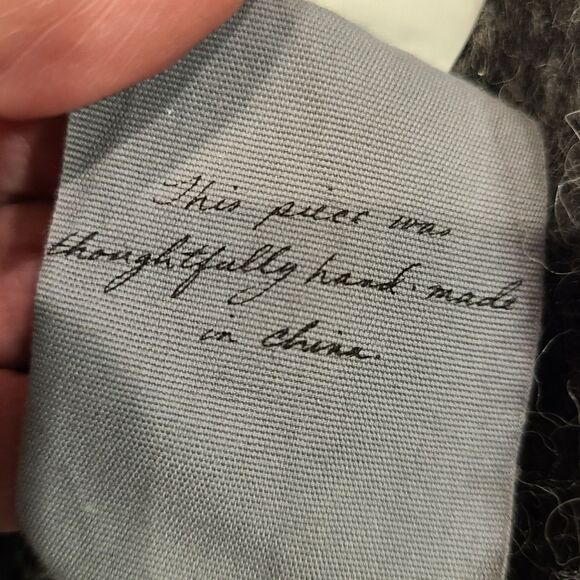 This piece was
thoughtfully hand-made
in china.